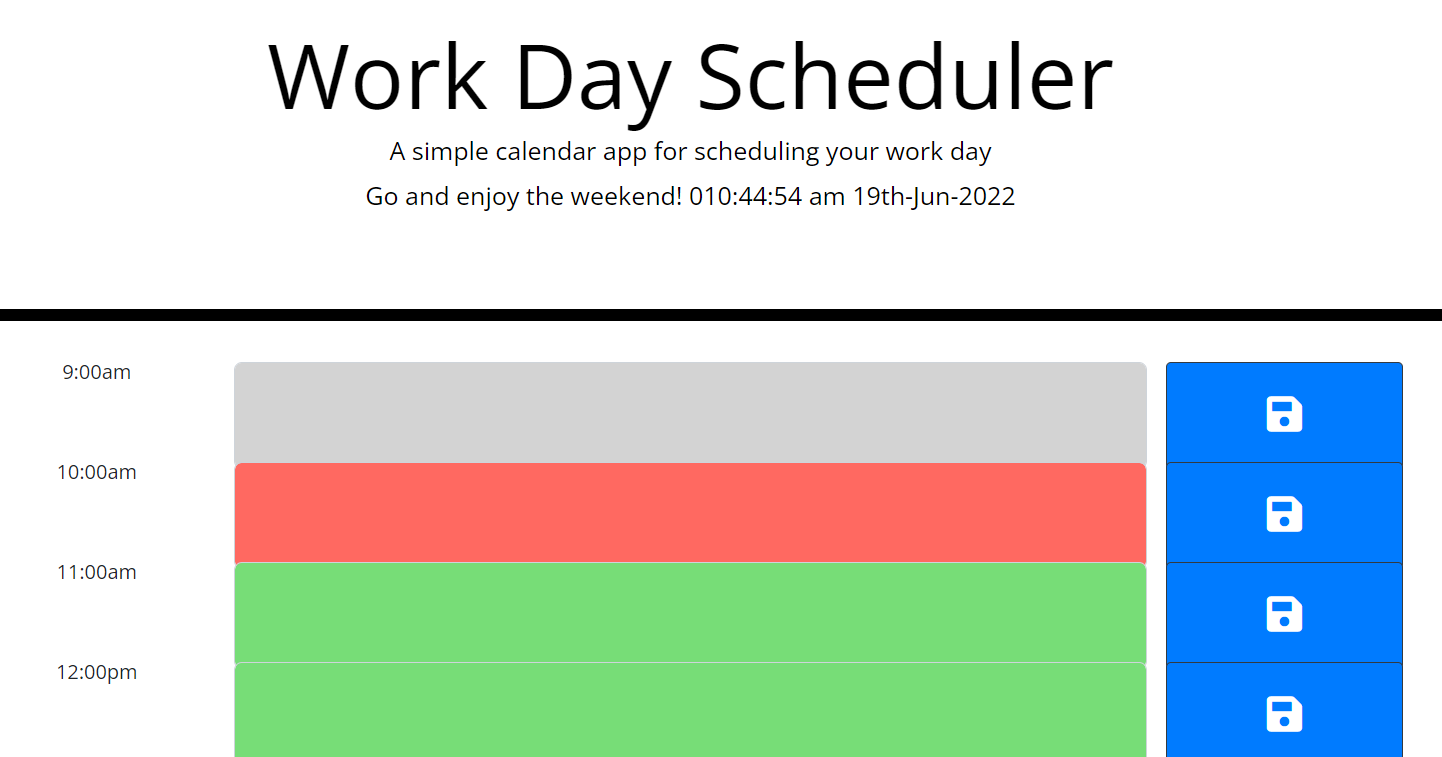 Work Day Scheduler
A simple calendar app for scheduling your work day
Go and enjoy the weekend! 010:44:54 am 19th-Jun-2022
9:00am
10:00am
11:00am
12:00pm